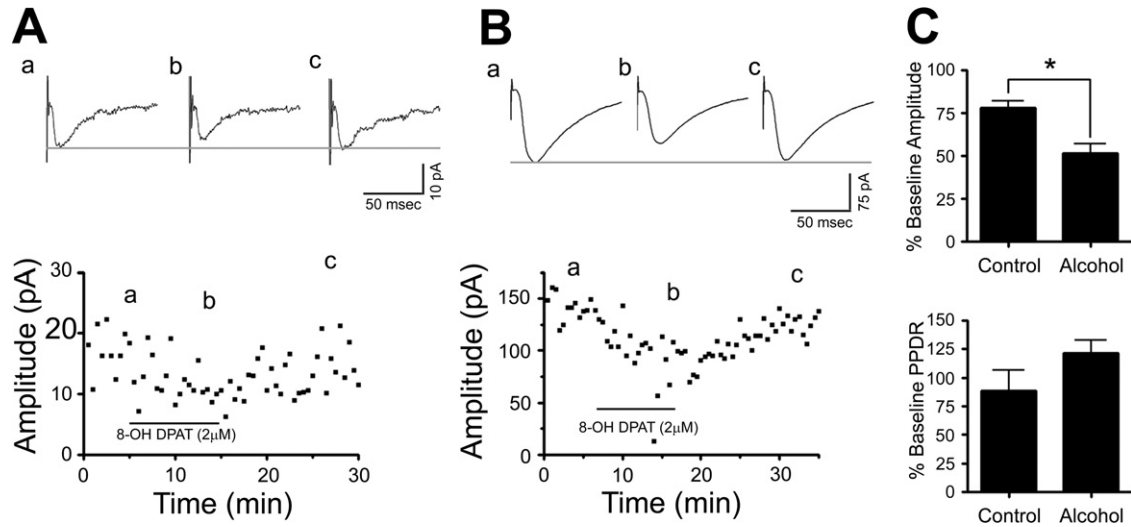 A
a
b
c
10 pA
50 msec
Amplitude (pA)
30
20
10
0
a
b
c
8-OH DPAT (2μM)
0
10
20
30
Time (min)
B
a
b
c
75 pA
50 msec
Amplitude (pA)
150
100
50
0
a
b
c
8-OH DPAT (2μM)
0
10
20
30
Time (min)
C
% Baseline Amplitude
100
75
50
25
0
*
Control
Alcohol
% Baseline PPDR
150
125
100
75
50
25
0
Control
Alcohol